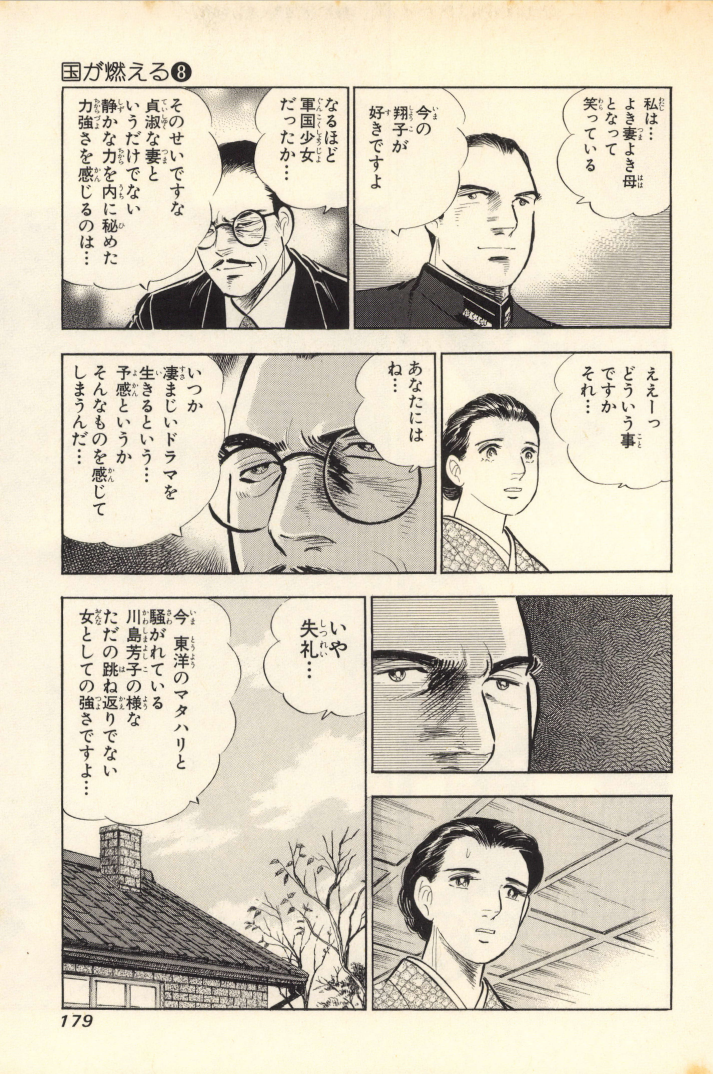 国が燃える8
私は…
よき妻よき母
となって
笑っている
今の
翔子が
好きですよ
なるほど
軍国少女
だったか…
そのせいですな
貞淑な妻と
いうだけでない
静かな力を内に秘めた
力強さを感じるのは…
ええーっ
どういう事
ですか
それ…
あなたには
ね…
いつか
凄まじいドラマを
生きるという…
予感というか
そんなものを感じて
しまうんだ…
いや
失礼…
今 東洋のマタハリと
騒がれている
川島芳子の様な
ただの跳ね返りでない
女としての強さですよ…
179